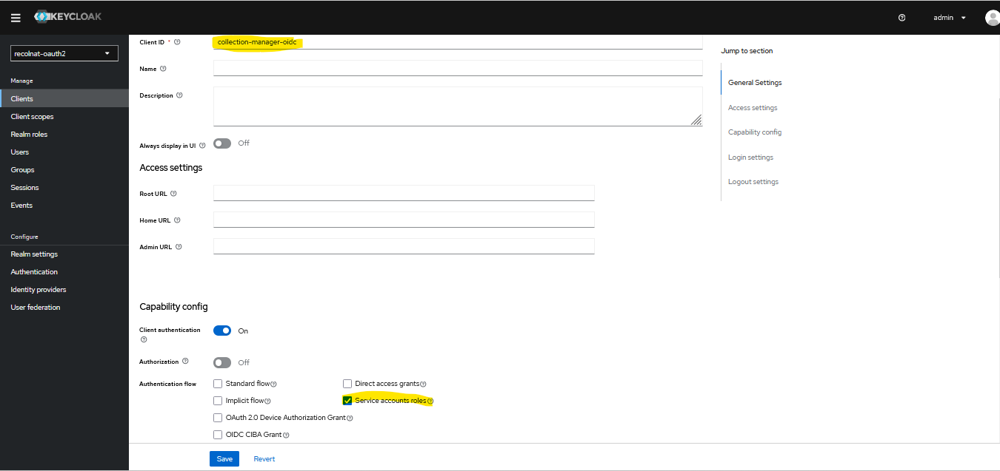 KEYCLOAK
admin
recolnat-oauth2
Manage
Clients
Client scopes
Realm roles
Users
Groups
Sessions
Events
Configure
Realm settings
Authentication
Identity providers
User federation
Client ID * collection-manager-oidc
Name
Description
Always display in UI Off
Access settings
Root URL
Home URL
Admin URL
Capability config
Client authentication On
Authorization Off
Authentication flow Standard flow Direct access grants
Implicit flow Service accounts roles
OAuth 2.0 Device Authorization Grant
OIDC CIBA Grant
Save Revert
Jump to section
General Settings
Access settings
Capability config
Login settings
Logout settings